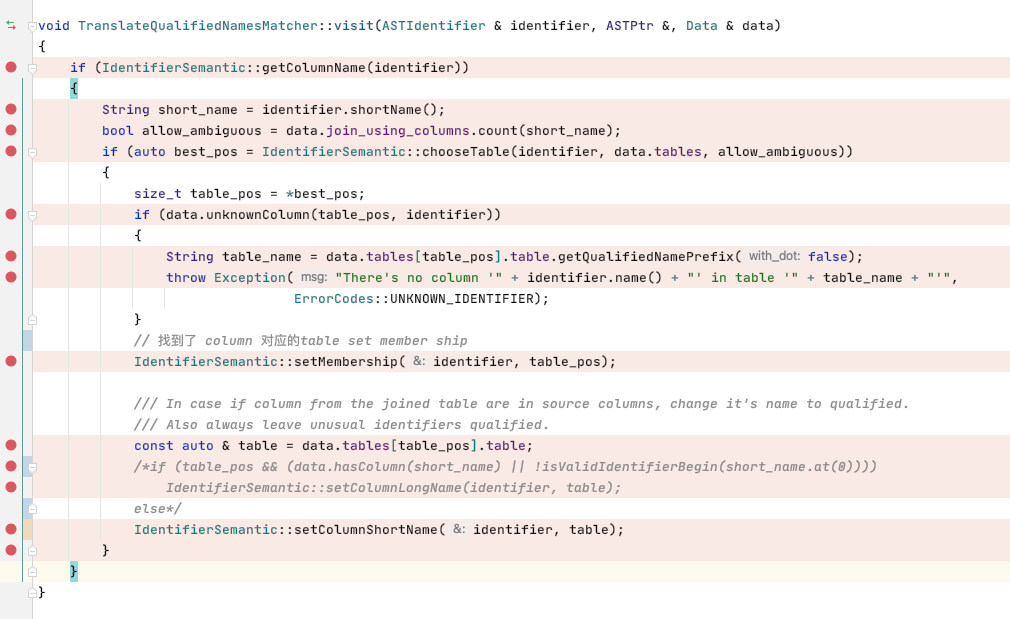 void TranslateQualifiedNamesMatcher::visit(ASTIdentifier & identifier, ASTPtr &, Data & data)
{
    if (IdentifierSemantic::getColumnName(identifier))
    {
        String short_name = identifier.shortName();
        bool allow_ambiguous = data.join_using_columns.count(short_name);
        if (auto best_pos = IdentifierSemantic::chooseTable(identifier, data.tables, allow_ambiguous))
        {
            size_t table_pos = *best_pos;
            if (data.unknownColumn(table_pos, identifier))
            {
                String table_name = data.tables[table_pos].table.getQualifiedNamePrefix( with_dot: false);
                throw Exception( msg: "There's no column '" + identifier.name() + "' in table '" + table_name + "'",
                                ErrorCodes::UNKNOWN_IDENTIFIER);
            }
            // 找到了 column 对应的table set member ship
            IdentifierSemantic::setMembership( &: identifier, table_pos);

            /// In case if column from the joined table are in source columns, change it's name to qualified.
            /// Also always leave unusual identifiers qualified.
            const auto & table = data.tables[table_pos].table;
            /*if (table_pos && (data.hasColumn(short_name) || !isValidIdentifierBegin(short_name.at(0))))
                IdentifierSemantic::setColumnLongName(identifier, table);
            else*/
            IdentifierSemantic::setColumnShortName( &: identifier, table);
        }
    }
}